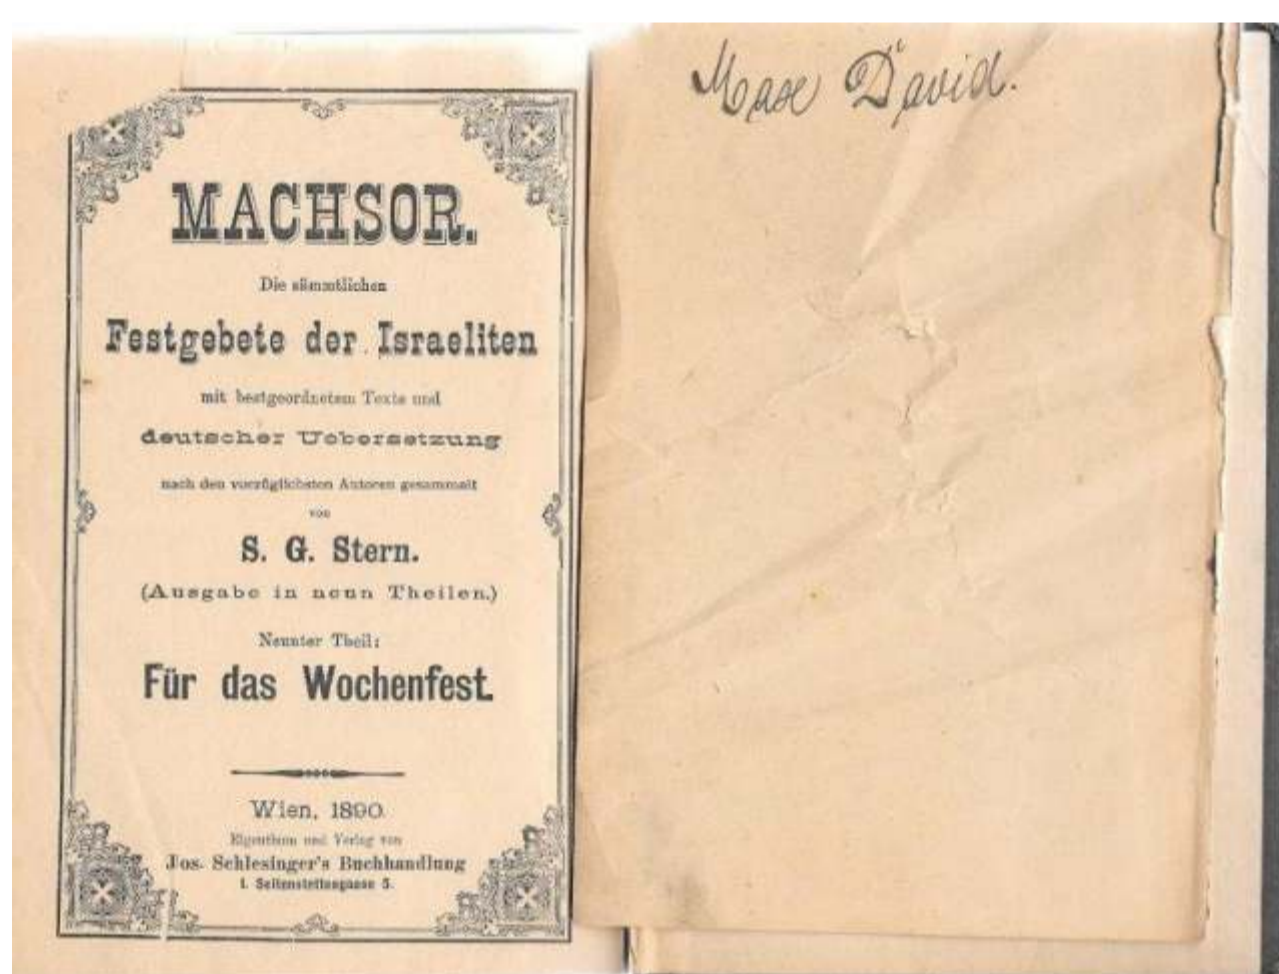 MACHSOR.
Die sämmtlichen
Festgebete der Israeliten
mit bestgeordnetem Texte und
deutscher Uebersetzung
nach den vorzüglichsten Autoren gesammelt
von
S. G. Stern.
(Ausgabe in neun Theilen.)
Neunter Theil:
Für das Wochenfest.
Wien, 1890.
Eigenthum und Verlag von
Jos. Schlesinger's Buchhandlung
I. Seitenstettengasse 5.
Max David.